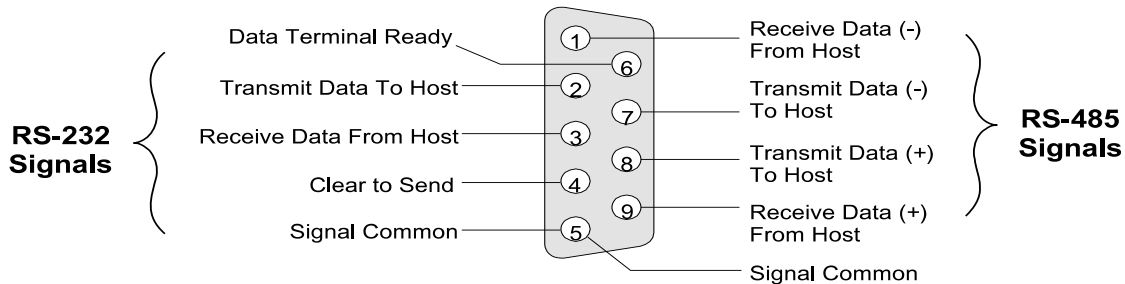 RS-232
Signals
Data Terminal Ready
Transmit Data To Host
Receive Data From Host
Clear to Send
Signal Common
1
2
3
4
5
6
7
8
9
Receive Data (-)
From Host
Transmit Data (-)
To Host
Transmit Data (+)
To Host
Receive Data (+)
From Host
Signal Common
RS-485
Signals